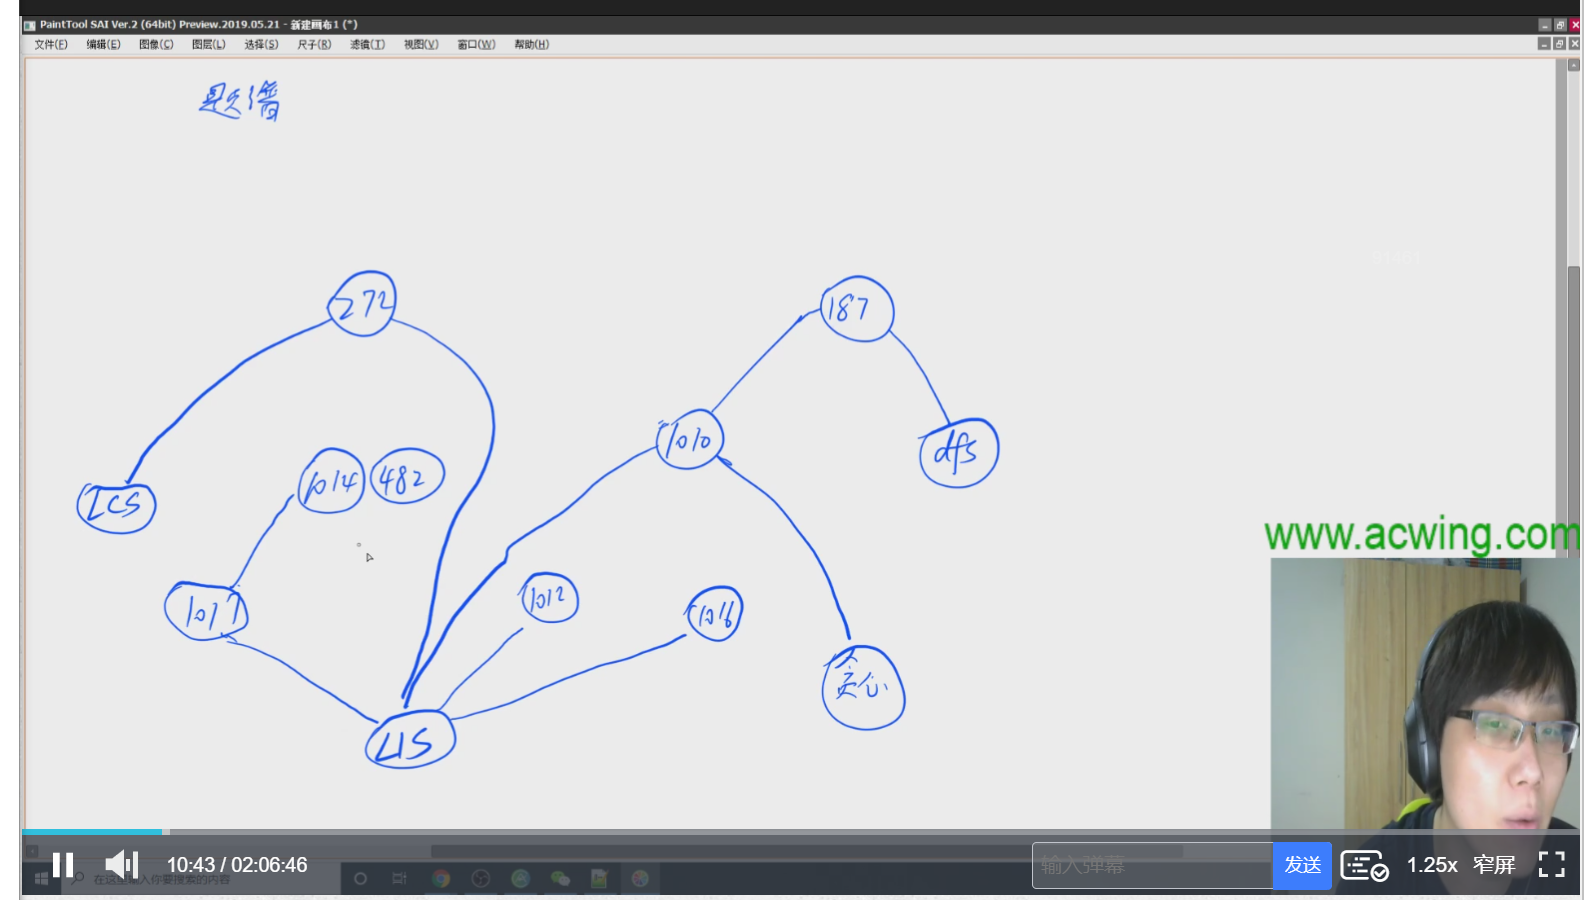 PaintTool SAI Ver.2 (64bit) Preview.2019.05.21 - 新建画布1 (*)
文件(F) 编辑(E) 图像(C) 图层(L) 选择(S) 尺子(R) 滤镜(T) 视图(V) 窗口(W) 帮助(H)
题谱
272
187
1010
dfs
1014
482
LCS
www.acwing.com
1017
1012
1016
贪心
LIS
10:43 / 02:06:46
输入弹幕
发送
1.25x
窄屏
在这里输入你要搜索的内容